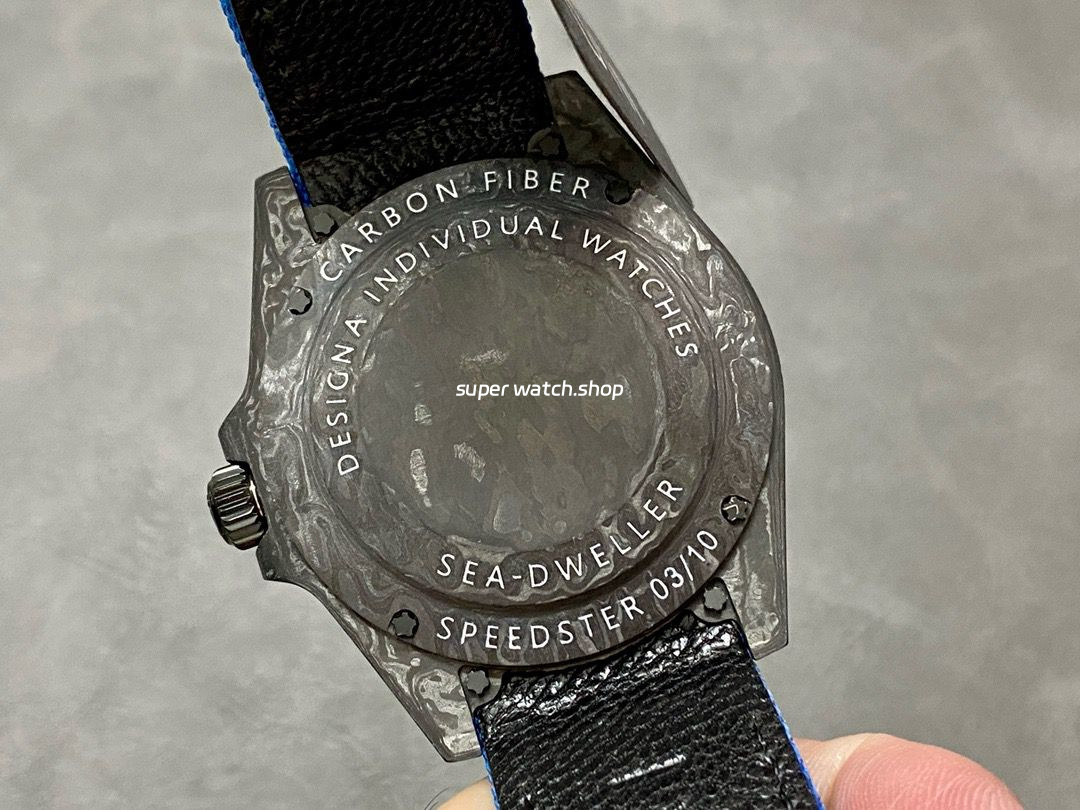 CARBON FIBER
DESIGNA INDIVIDUAL WATCHES
super watch.shop
SEA-DWELLER
SPEEDSTER 03/10